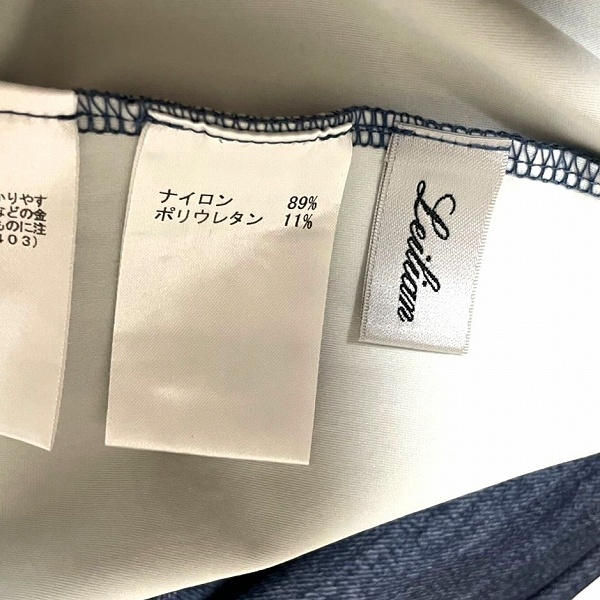 かりやす
などの金
ものに注
403)
ナイロン 89%
ポリウレタン 11%
Leilian